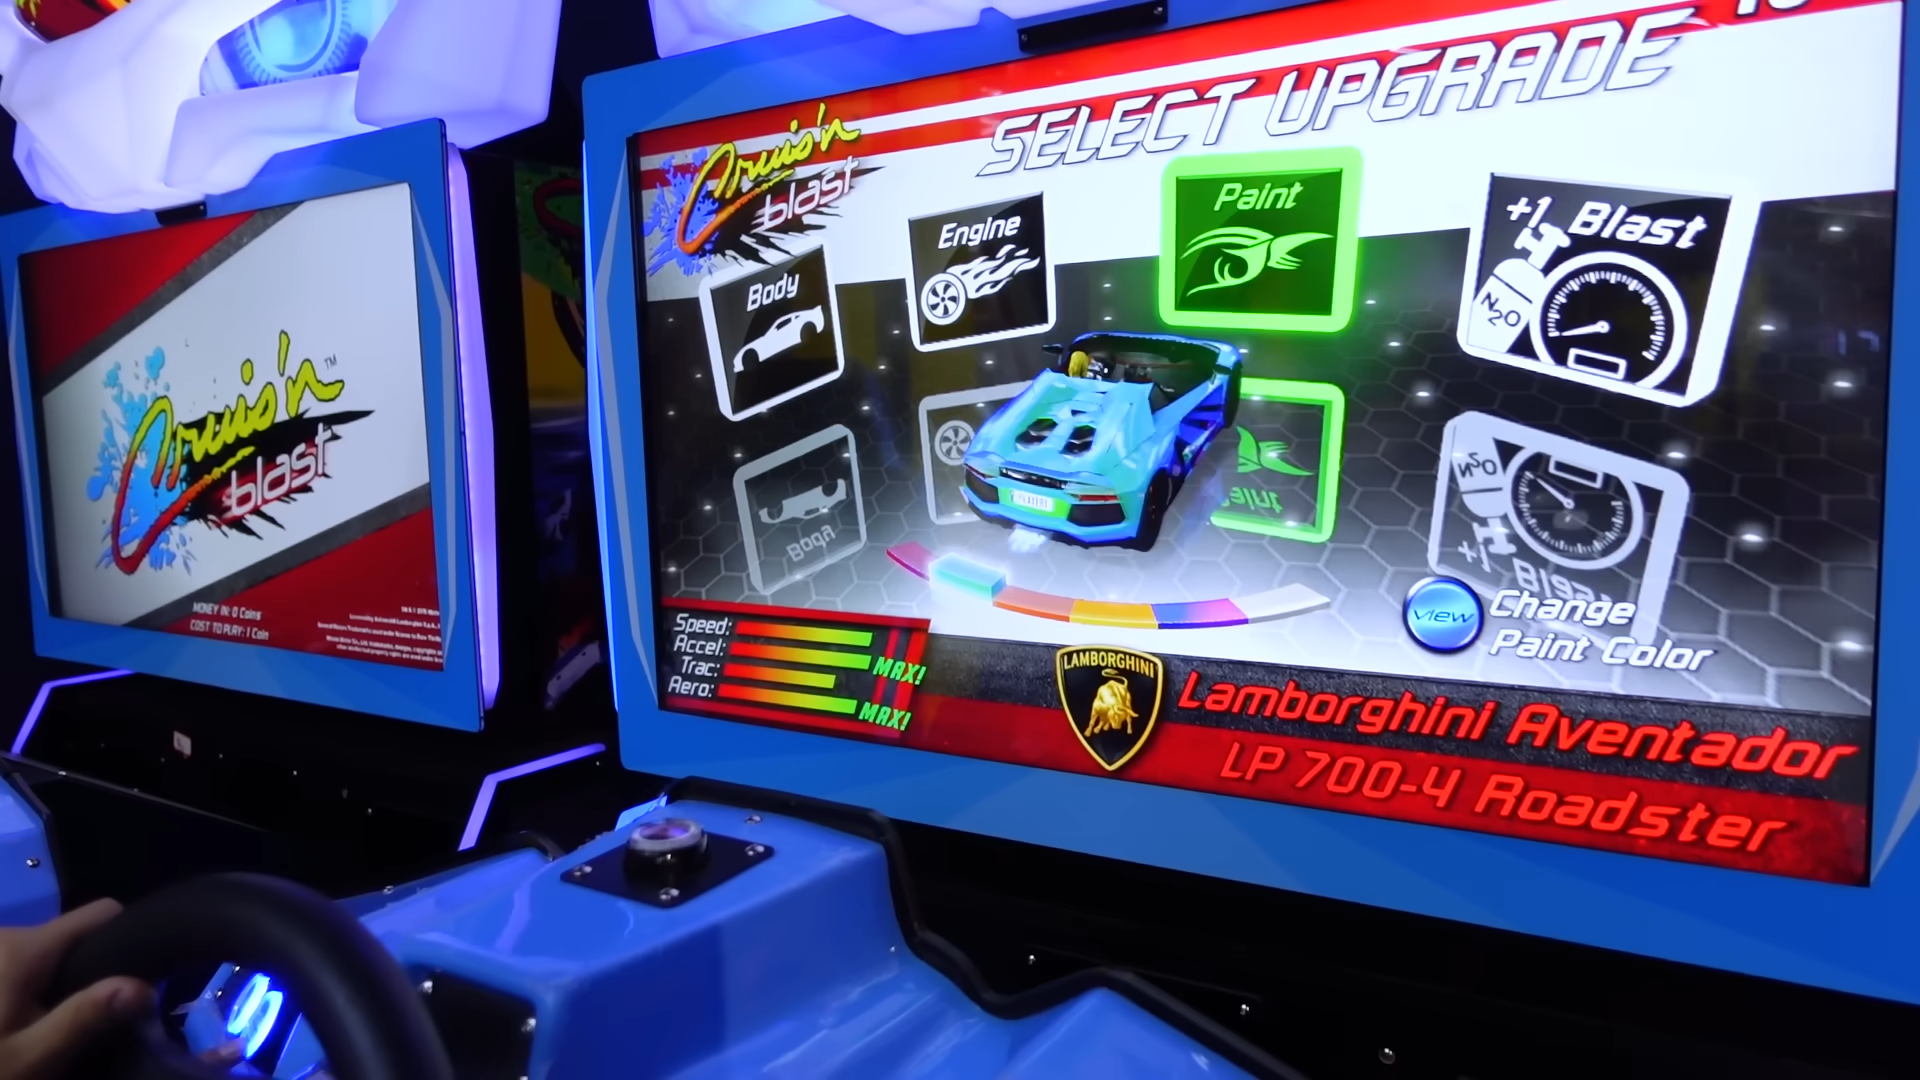 SELECT UPGRADE
Cruis'n
blast
Body
Engine
Paint
+1 Blast
N₂O
Cruis'n™
blast
MONEY IN: 0 Coins
COST TO PLAY: 1 Coin
Speed:
Accel: MAX!
Trac:
Aero: MAX!
view
Change
Paint Color
LAMBORGHINI
Lamborghini Aventador
LP 700-4 Roadster